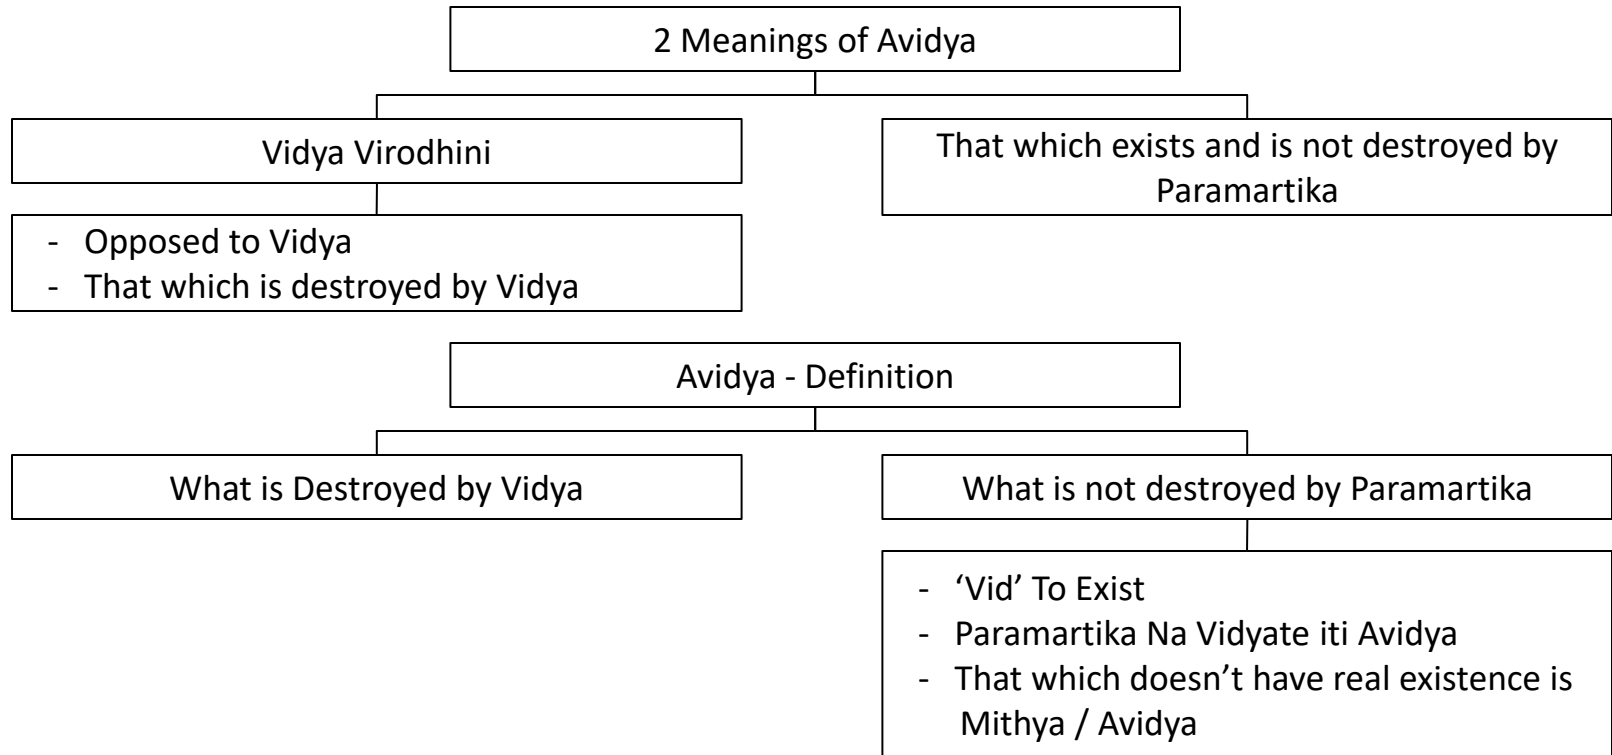 2 Meanings of Avidya
Vidya Virodhini
That which exists and is not destroyed by
Paramartika
- Opposed to Vidya
- That which is destroyed by Vidya
Avidya - Definition
What is Destroyed by Vidya
What is not destroyed by Paramartika
- ‘Vid’ To Exist
- Paramartika Na Vidyate iti Avidya
- That which doesn’t have real existence is
Mithya / Avidya